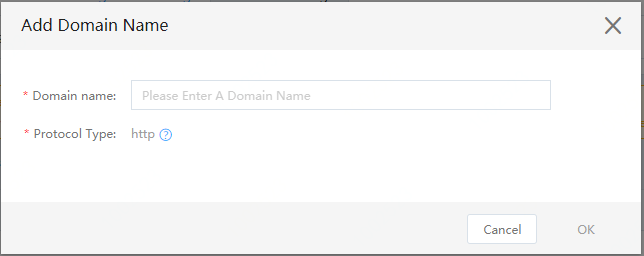 Add Domain Name
* Domain name: Please Enter A Domain Name
* Protocol Type: http ?
Cancel OK